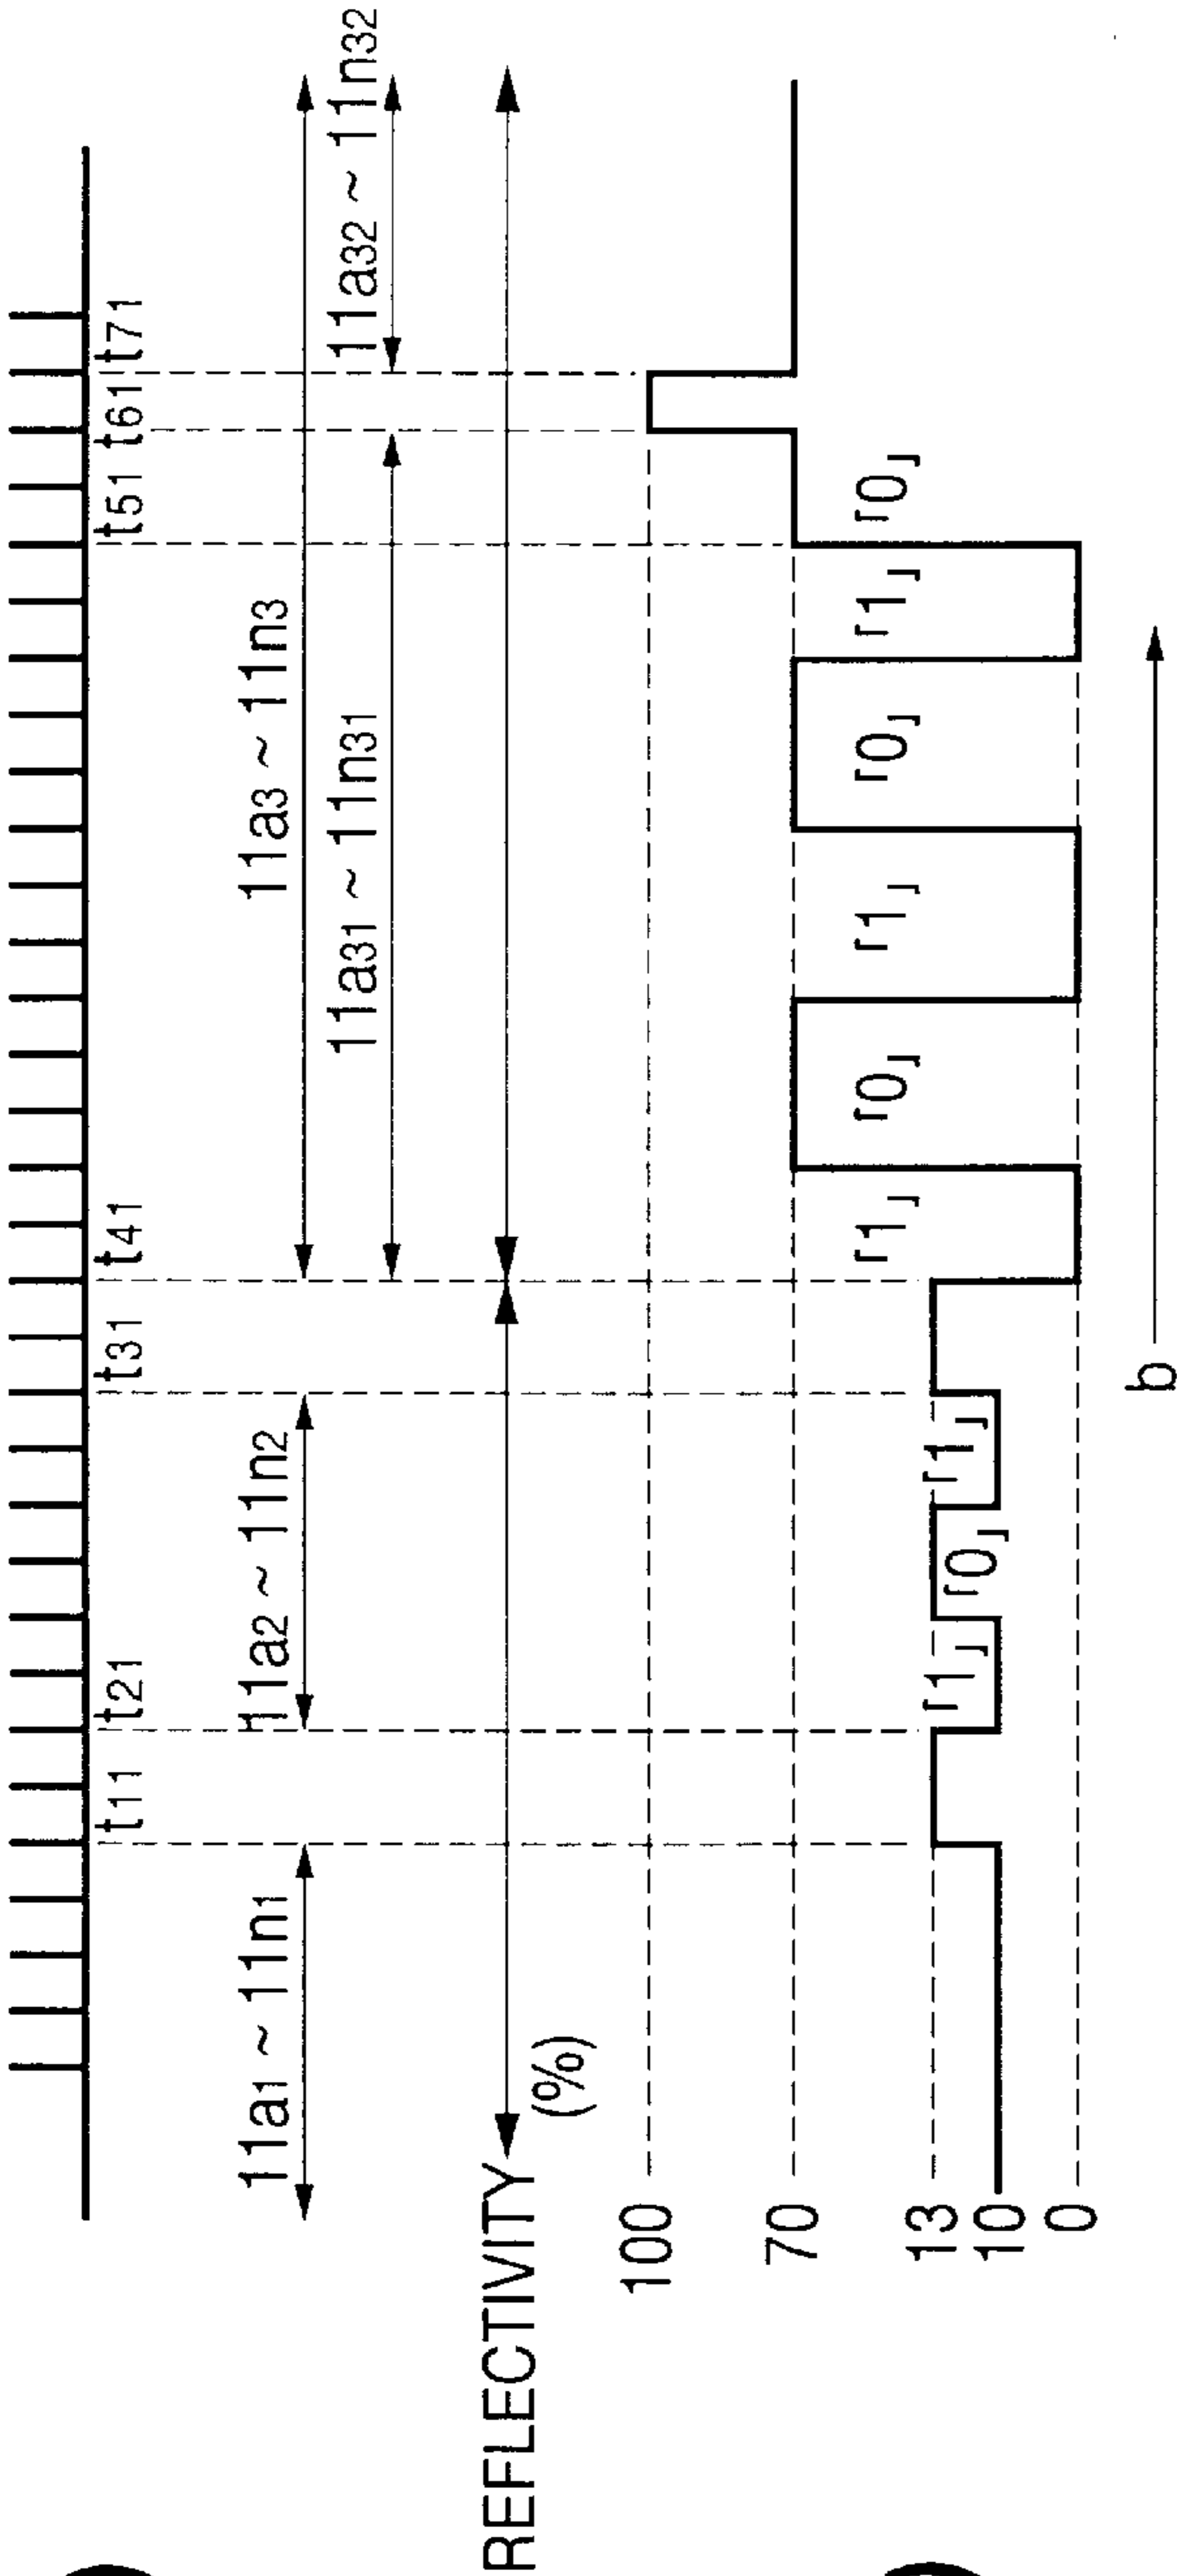 t11 t21 t31 t41 t51 t61 t71
11a1 ~ 11n1
11a2 ~ 11n2
11a3 ~ 11n3
11a31 ~ 11n31
11a32 ~ 11n32
REFLECTIVITY
(%)
100
70
13
10
0
「1」 「0」 「1」 「1」 「0」 「1」 「0」 「1」 「0」
b